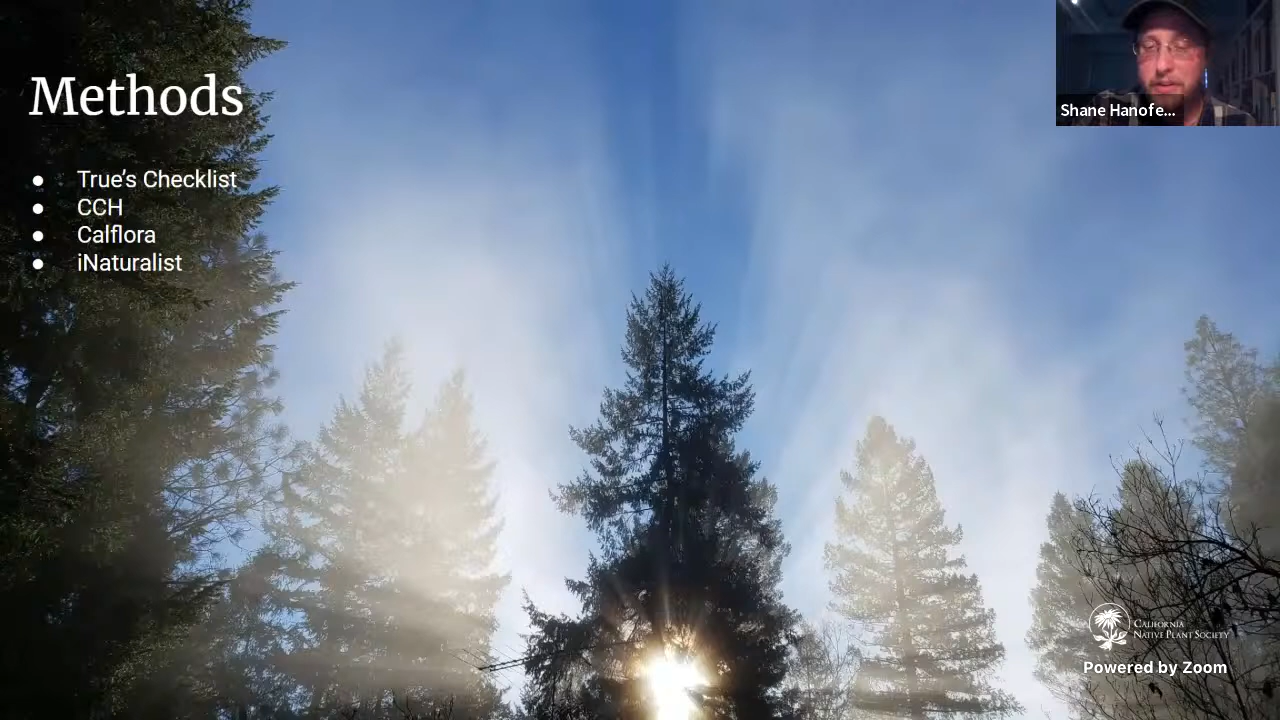 Methods
● True's Checklist
● CCH
● Calflora
● iNaturalist
Shane Hanofe...
CALIFORNIA
NATIVE PLANT SOCIETY
Powered by Zoom